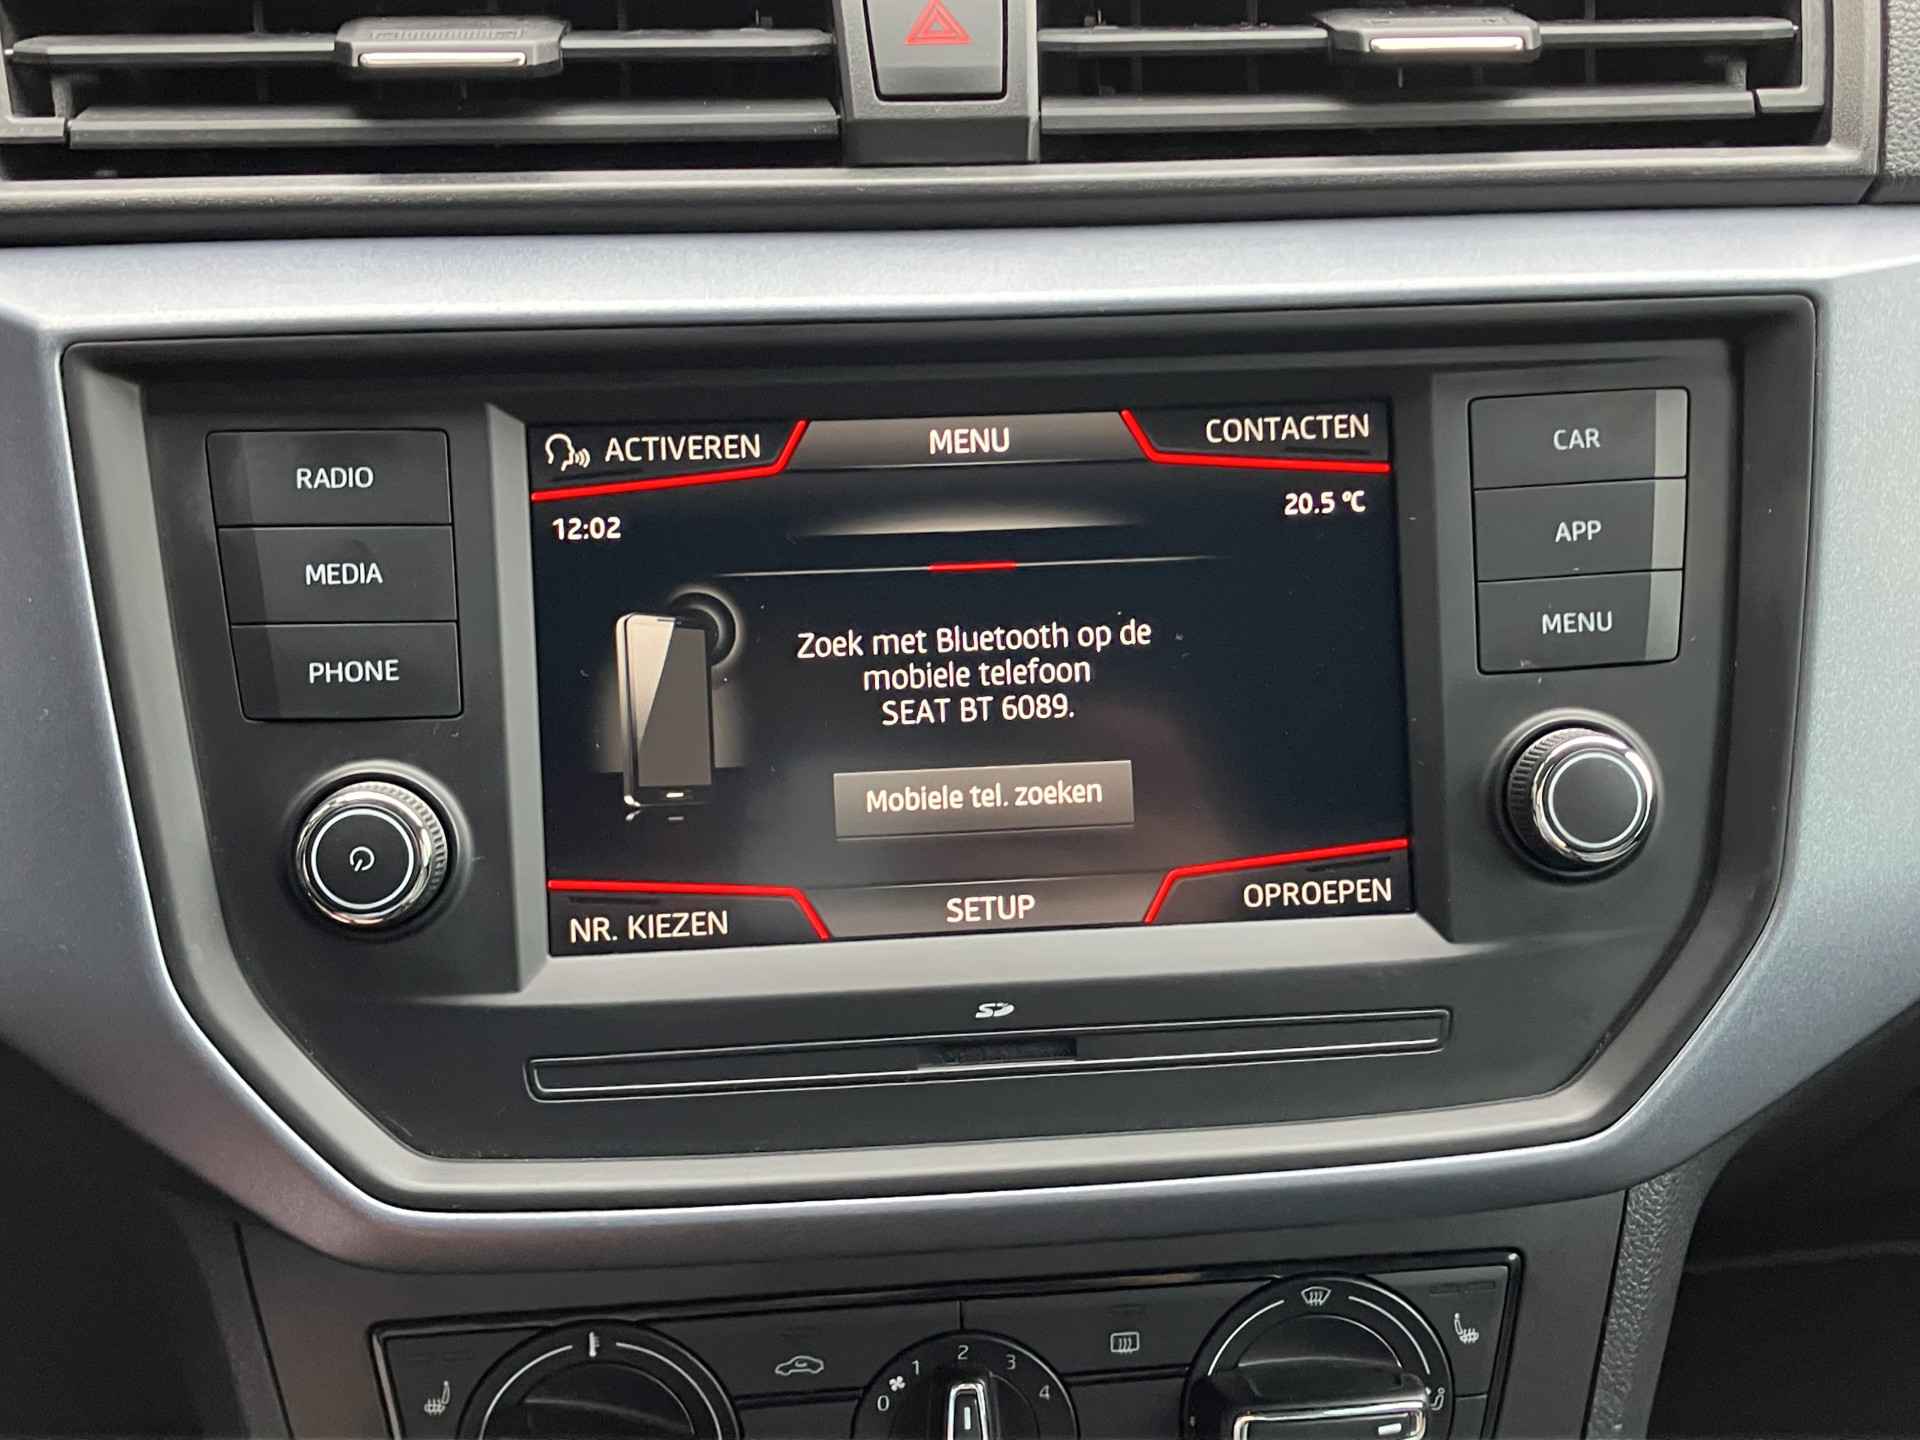 ACTIVEREN
MENU
CONTACTEN
12:02
20.5 °C
Zoek met Bluetooth op de
mobiele telefoon
SEAT BT 6089.
Mobiele tel. zoeken
NR. KIEZEN
SETUP
OPROEPEN
RADIO
MEDIA
PHONE
CAR
APP
MENU
SD
0 1 2 3 4